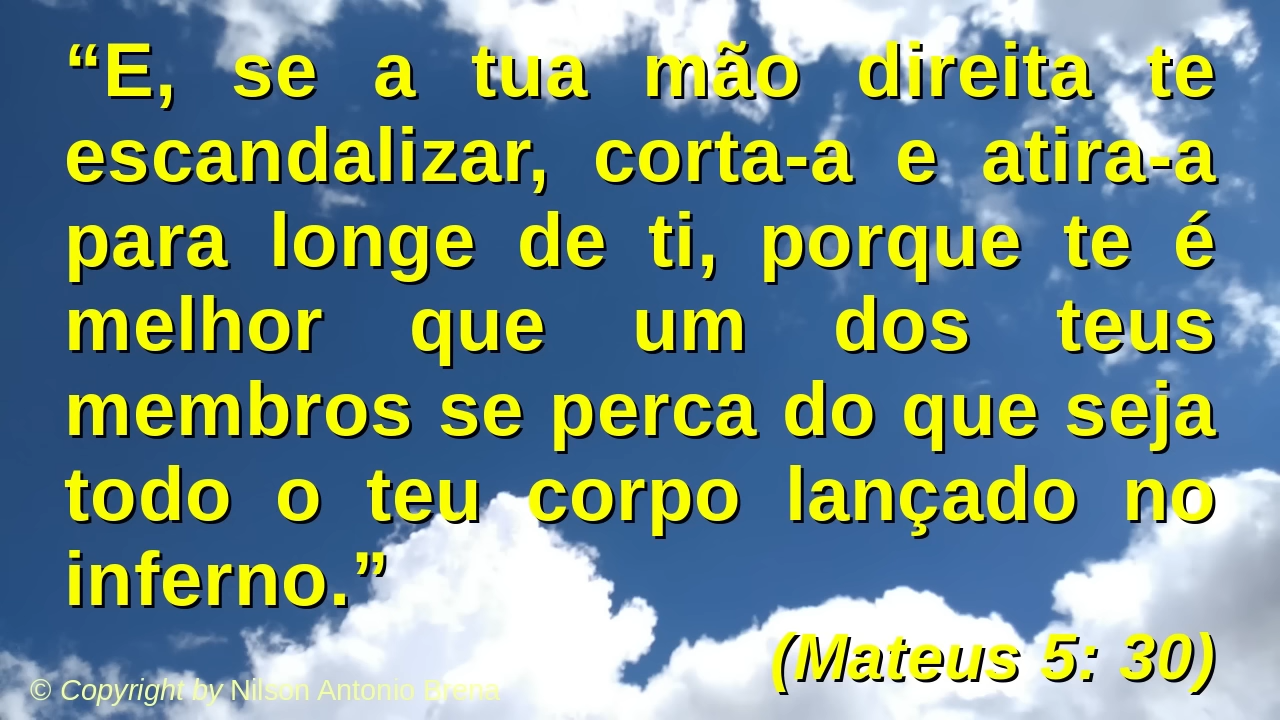 “E, se a tua mão direita te
escandalizar, corta-a e atira-a
para longe de ti, porque te é
melhor que um dos teus
membros se perca do que seja
todo o teu corpo lançado no
inferno.”
(Mateus 5: 30)
© Copyright by Nilson Antonio Brena